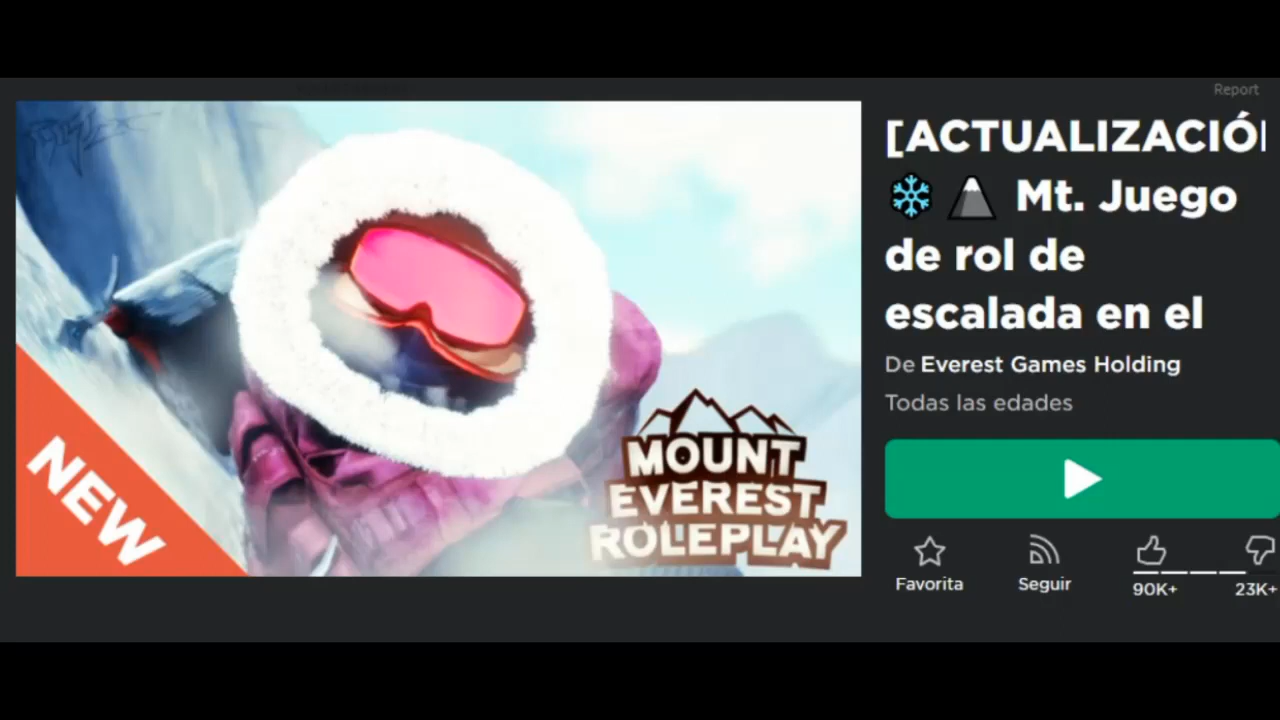 Report
[ACTUALIZACIÓ
❄️🏔️ Mt. Juego
de rol de
escalada en el
De Everest Games Holding
Todas las edades
Favorita
Seguir
90K+
23K+
NEW
MOUNT
EVEREST
ROLEPLAY